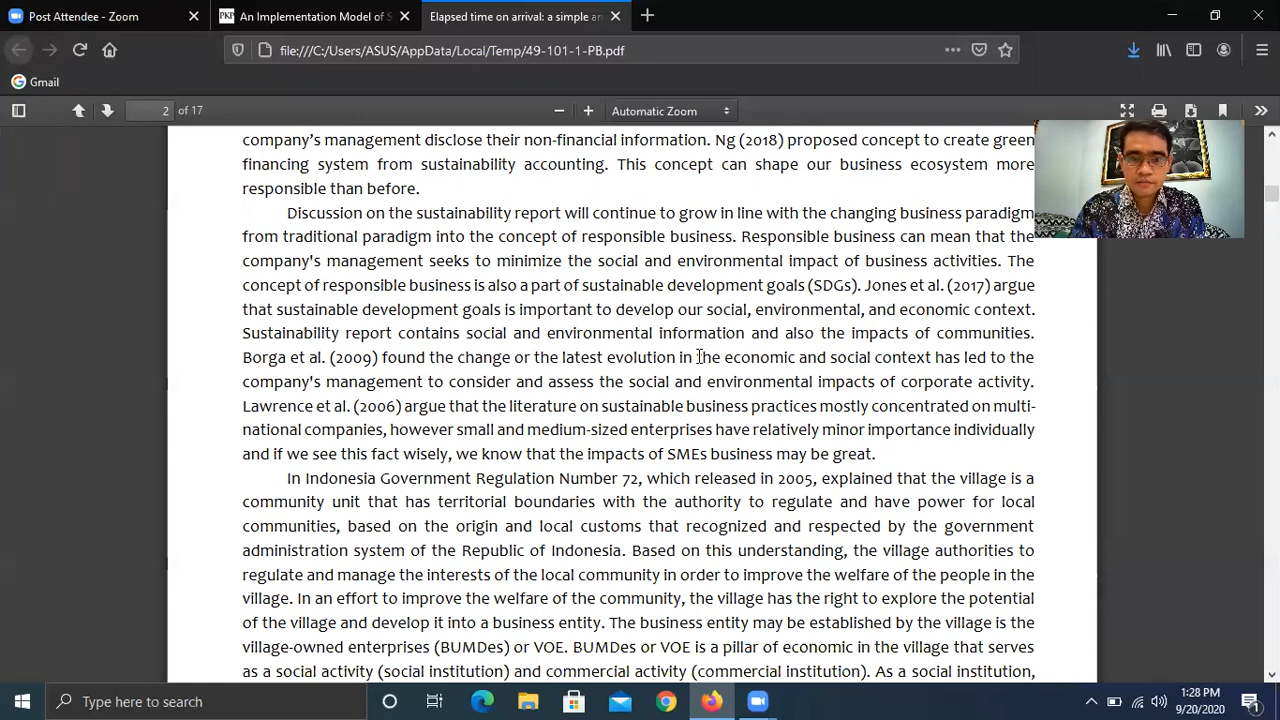 Post Attendee - Zoom
An Implementation Model of S
Elapsed time on arrival: a simple an
file:///C:/Users/ASUS/AppData/Local/Temp/49-101-1-PB.pdf
Gmail
2 of 17
Automatic Zoom
company's management disclose their non-financial information. Ng (2018) proposed concept to create green
financing system from sustainability accounting. This concept can shape our business ecosystem more
responsible than before.
Discussion on the sustainability report will continue to grow in line with the changing business paradigm
from traditional paradigm into the concept of responsible business. Responsible business can mean that the
company's management seeks to minimize the social and environmental impact of business activities. The
concept of responsible business is also a part of sustainable development goals (SDGs). Jones et al. (2017) argue
that sustainable development goals is important to develop our social, environmental, and economic context.
Sustainability report contains social and environmental information and also the impacts of communities.
Borga et al. (2009) found the change or the latest evolution in the economic and social context has led to the
company's management to consider and assess the social and environmental impacts of corporate activity.
Lawrence et al. (2006) argue that the literature on sustainable business practices mostly concentrated on multi-
national companies, however small and medium-sized enterprises have relatively minor importance individually
and if we see this fact wisely, we know that the impacts of SMEs business may be great.
In Indonesia Government Regulation Number 72, which released in 2005, explained that the village is a
community unit that has territorial boundaries with the authority to regulate and have power for local
communities, based on the origin and local customs that recognized and respected by the government
administration system of the Republic of Indonesia. Based on this understanding, the village authorities to
regulate and manage the interests of the local community in order to improve the welfare of the people in the
village. In an effort to improve the welfare of the community, the village has the right to explore the potential
of the village and develop it into a business entity. The business entity may be established by the village is the
village-owned enterprises (BUMDes) or VOE. BUMDes or VOE is a pillar of economic in the village that serves
as a social activity (social institution) and commercial activity (commercial institution). As a social institution,
Type here to search
1:28 PM
9/20/2020